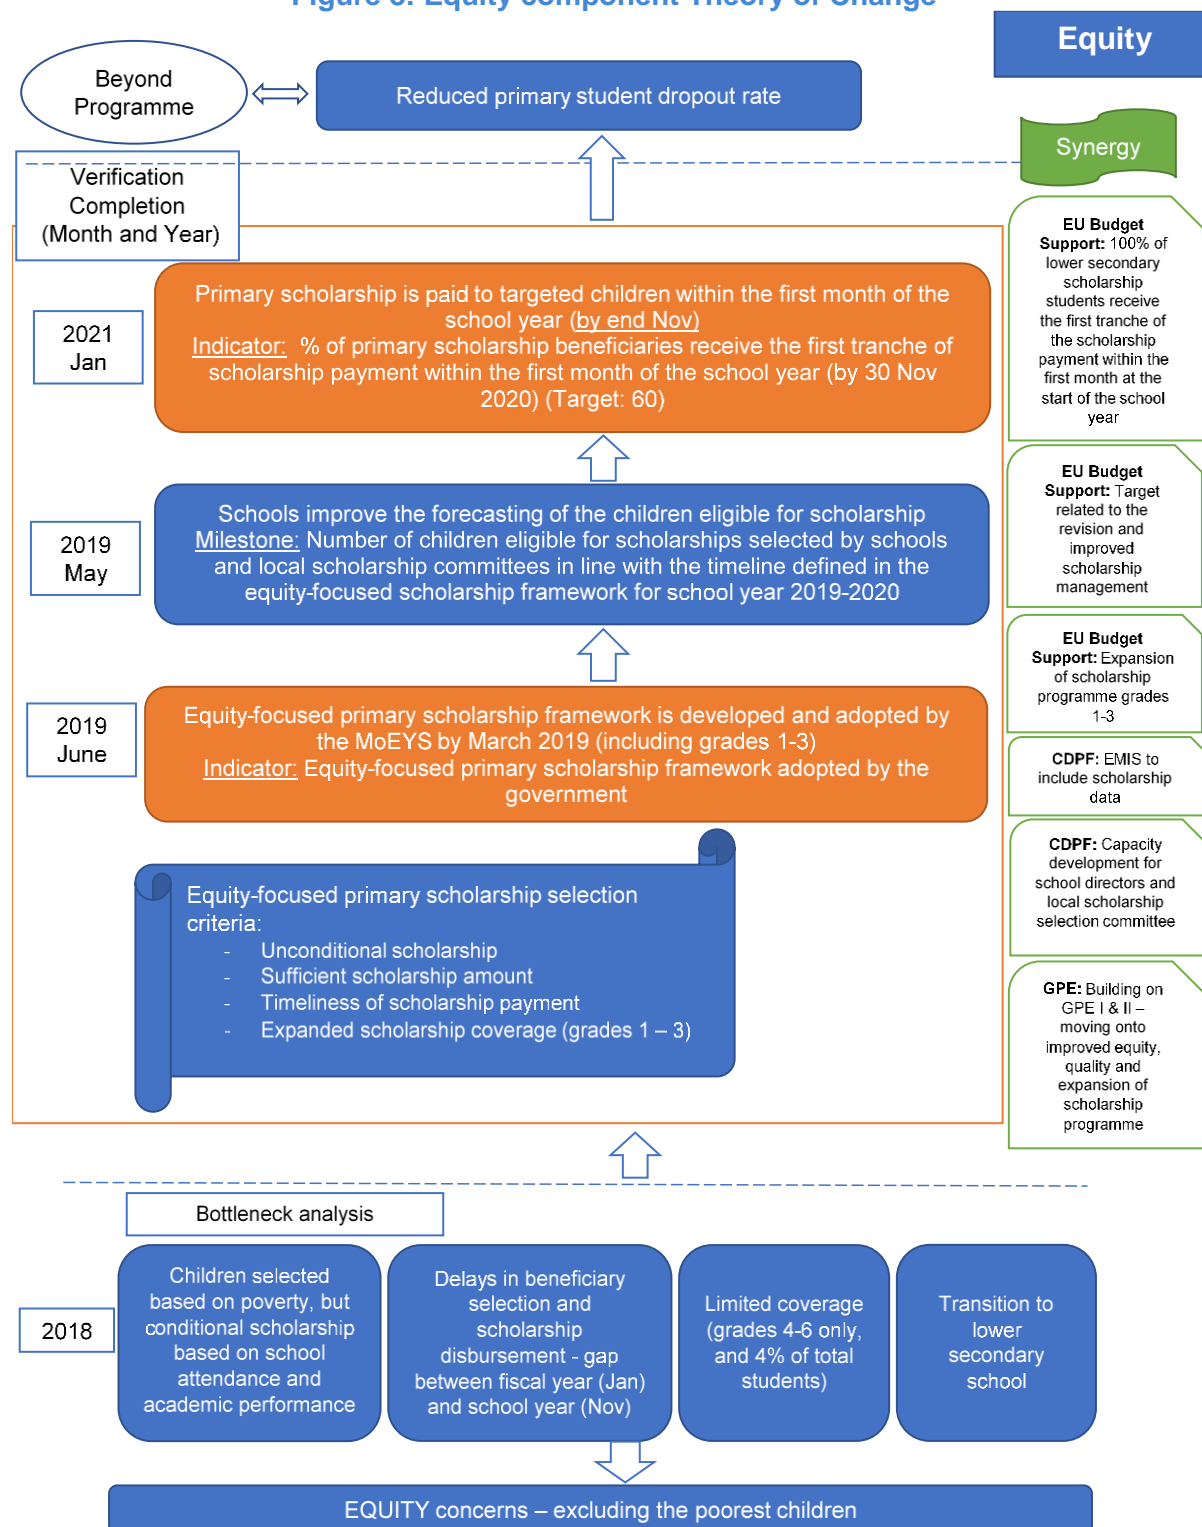 Figure 3: Equity component Theory of Change
Equity
Beyond
Programme
Reduced primary student dropout rate
Synergy
Verification
Completion
(Month and Year)
2021
Jan
Primary scholarship is paid to targeted children within the first month of the
school year (by end Nov)
Indicator: % of primary scholarship beneficiaries receive the first tranche of
scholarship payment within the first month of the school year (by 30 Nov
2020) (Target: 60)
2019
May
Schools improve the forecasting of the children eligible for scholarship
Milestone: Number of children eligible for scholarships selected by schools
and local scholarship committees in line with the timeline defined in the
equity-focused scholarship framework for school year 2019-2020
2019
June
Equity-focused primary scholarship framework is developed and adopted by
the MoEYS by March 2019 (including grades 1-3)
Indicator: Equity-focused primary scholarship framework adopted by the
government
Equity-focused primary scholarship selection
criteria:
- Unconditional scholarship
- Sufficient scholarship amount
- Timeliness of scholarship payment
- Expanded scholarship coverage (grades 1 – 3)
EU Budget
Support: 100% of
lower secondary
scholarship
students receive
the first tranche of
the scholarship
payment within the
first month at the
start of the school
year
EU Budget
Support: Target
related to the
revision and
improved
scholarship
management
EU Budget
Support: Expansion
of scholarship
programme grades
1-3
CDPF: EMIS to
include scholarship
data
CDPF: Capacity
development for
school directors and
local scholarship
selection committee
GPE: Building on
GPE I & II –
moving onto
improved equity,
quality and
expansion of
scholarship
programme
Bottleneck analysis
2018
Children selected
based on poverty, but
conditional scholarship
based on school
attendance and
academic performance
Delays in beneficiary
selection and
scholarship
disbursement - gap
between fiscal year (Jan)
and school year (Nov)
Limited coverage
(grades 4-6 only,
and 4% of total
students)
Transition to
lower
secondary
school
EQUITY concerns – excluding the poorest children